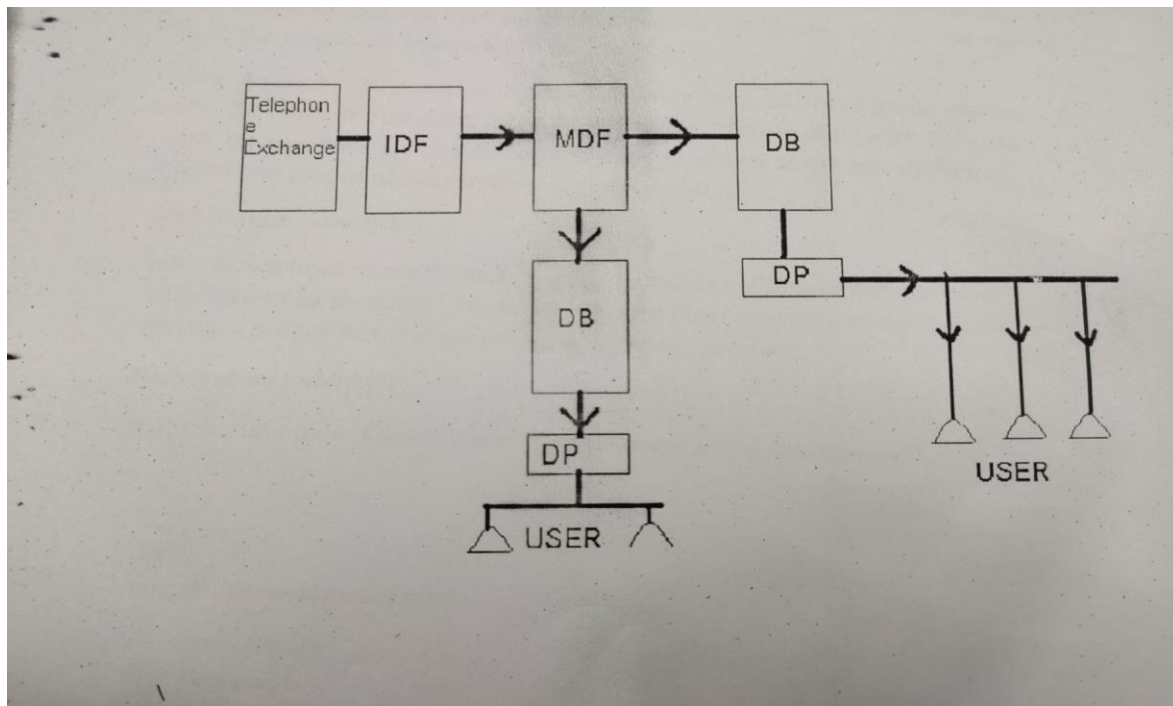 Telephon
e
Exchange
IDF
MDF
DB
DP
DB
DP
USER
USER